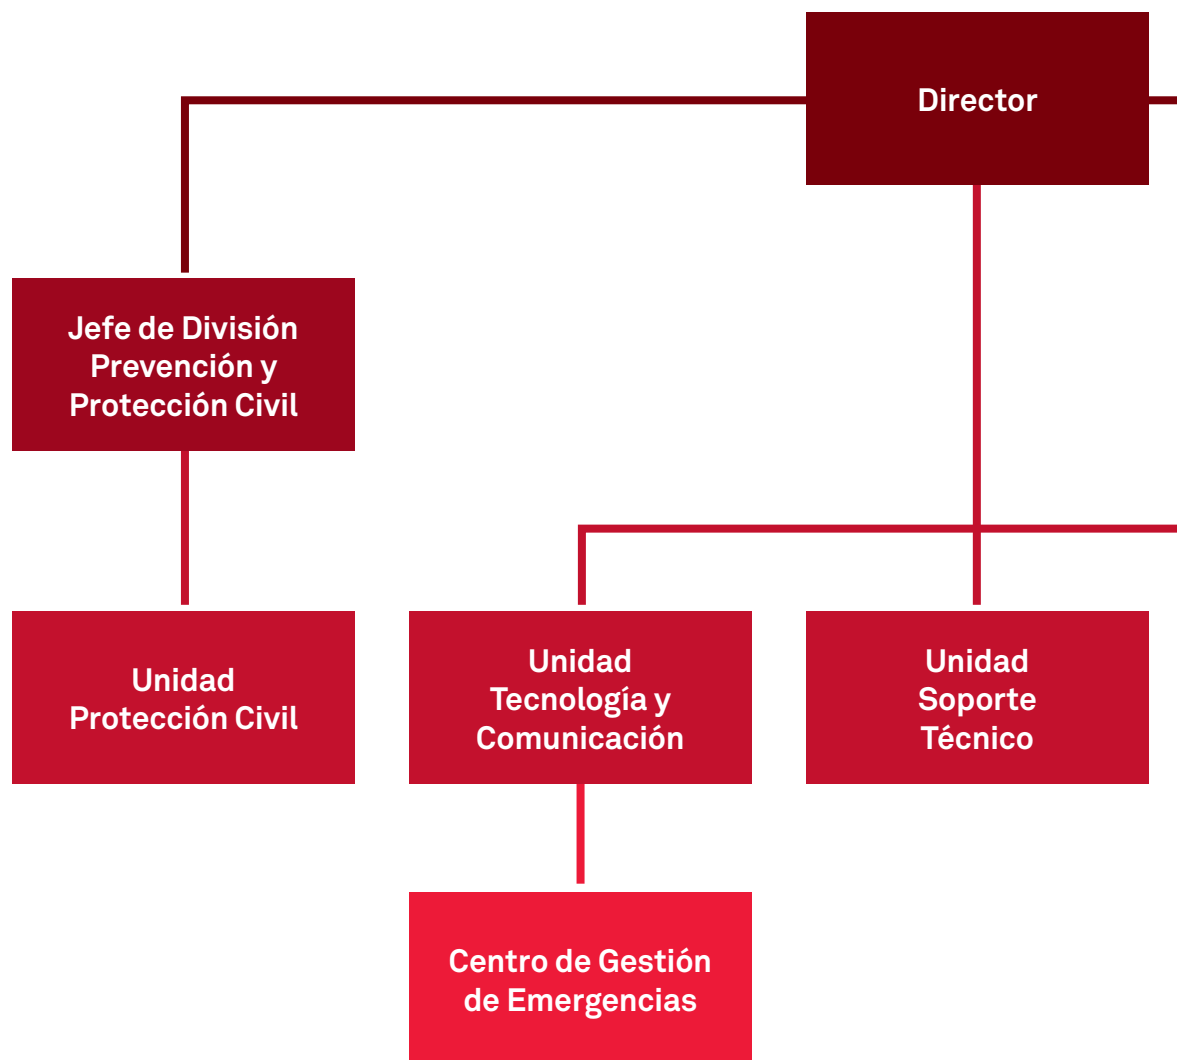 Director
Jefe de División
Prevención y
Protección Civil
Unidad
Protección Civil
Unidad
Tecnología y
Comunicación
Unidad
Soporte
Técnico
Centro de Gestión
de Emergencias